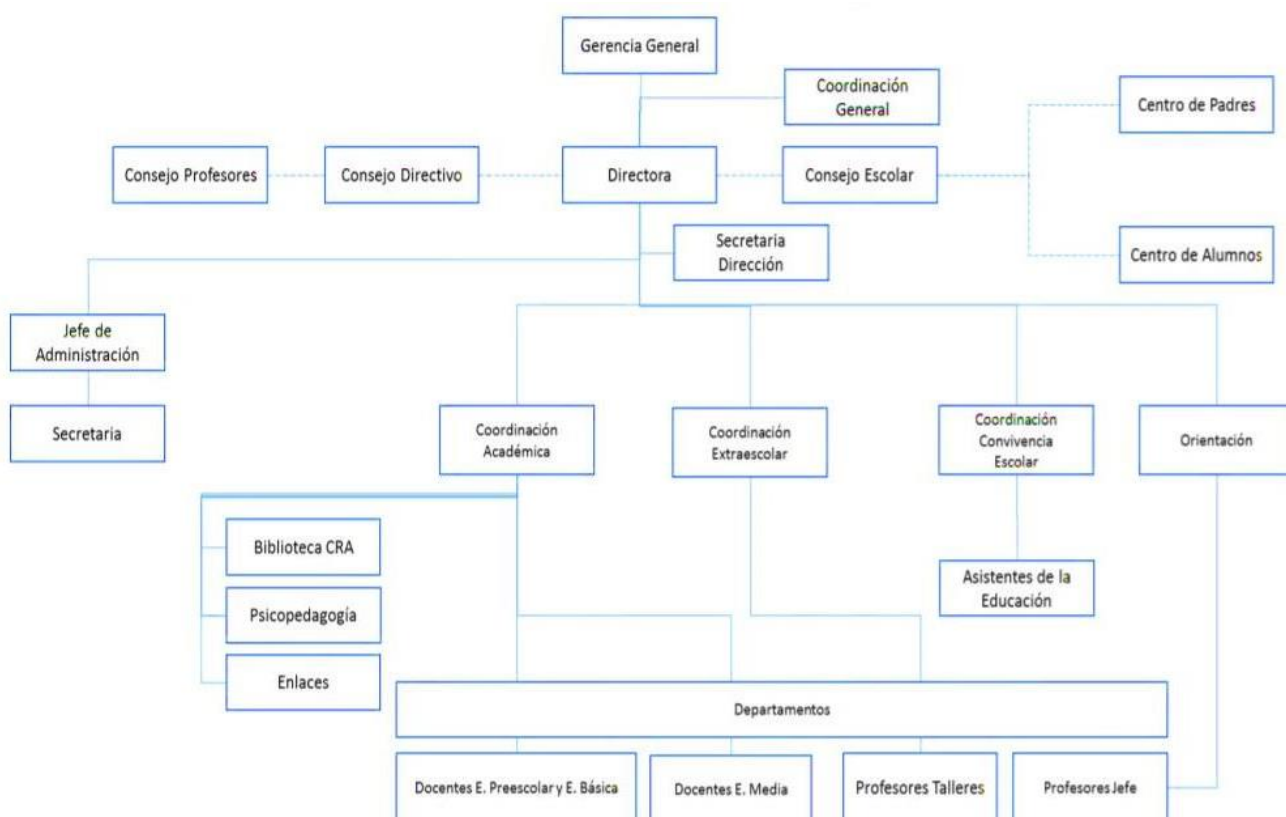 Gerencia General
Coordinación
General
Centro de Padres
Consejo Profesores
Consejo Directivo
Directora
Consejo Escolar
Secretaria
Dirección
Centro de Alumnos
Jefe de
Administración
Secretaria
Coordinación
Académica
Coordinación
Extraescolar
Coordinación
Convivencia
Escolar
Orientación
Biblioteca CRA
Psicopedagogía
Enlaces
Asistentes de la
Educación
Departamentos
Docentes E. Preescolar y E. Básica
Docentes E. Media
Profesores Talleres
Profesores Jefe